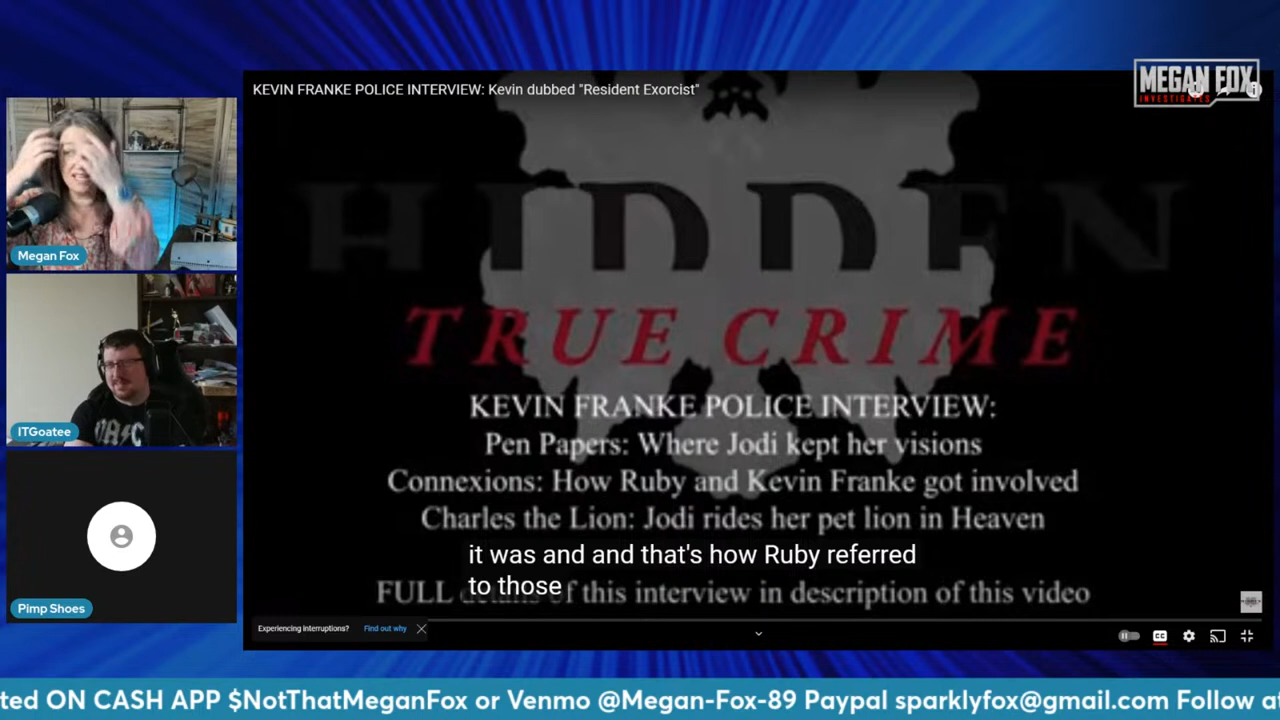 KEVIN FRANKE POLICE INTERVIEW: Kevin dubbed "Resident Exorcist"
MEGAN FOX
INVESTIGATES
Megan Fox
ITGoatee
Pimp Shoes
HIDDEN
TRUE CRIME
KEVIN FRANKE POLICE INTERVIEW:
Pen Papers: Where Jodi kept her visions
Connexions: How Ruby and Kevin Franke got involved
Charles the Lion: Jodi rides her pet lion in Heaven
it was and and that's how Ruby referred
to those
FULL of this interview in description of this video
Experiencing interruptions? Find out why
CC
ted ON CASH APP $NotThatMeganFox or Venmo @Megan-Fox-89 Paypal sparklyfox@gmail.com Follow a